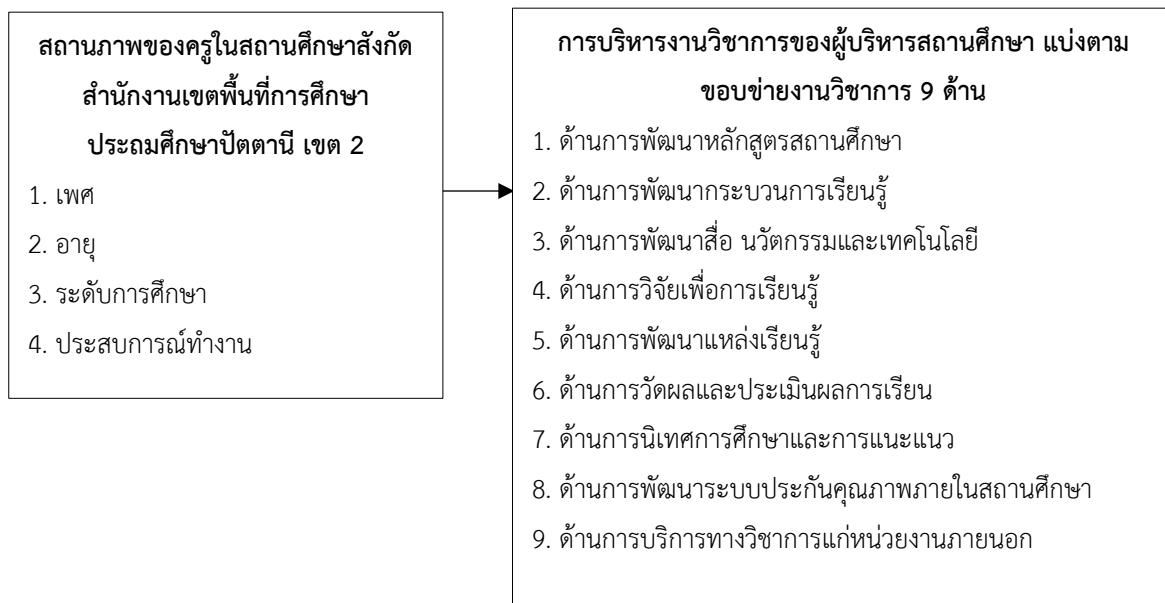 สถานภาพของครูในสถานศึกษาสังกัด
สำนักงานเขตพื้นที่การศึกษา
ประถมศึกษาปัตตานี เขต 2
1. เพศ
2. อายุ
3. ระดับการศึกษา
4. ประสบการณ์ทำงาน
การบริหารงานวิชาการของผู้บริหารสถานศึกษา แบ่งตาม
ขอบข่ายงานวิชาการ 9 ด้าน
1. ด้านการพัฒนาหลักสูตรสถานศึกษา
2. ด้านการพัฒนากระบวนการเรียนรู้
3. ด้านการพัฒนาสื่อ นวัตกรรมและเทคโนโลยี
4. ด้านการวิจัยเพื่อการเรียนรู้
5. ด้านการพัฒนาแหล่งเรียนรู้
6. ด้านการวัดผลและประเมินผลการเรียน
7. ด้านการนิเทศการศึกษาและการแนะแนว
8. ด้านการพัฒนาระบบประกันคุณภาพภายในสถานศึกษา
9. ด้านการบริการทางวิชาการแก่หน่วยงานภายนอก